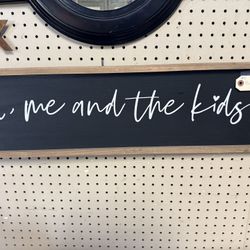 , me and the kids